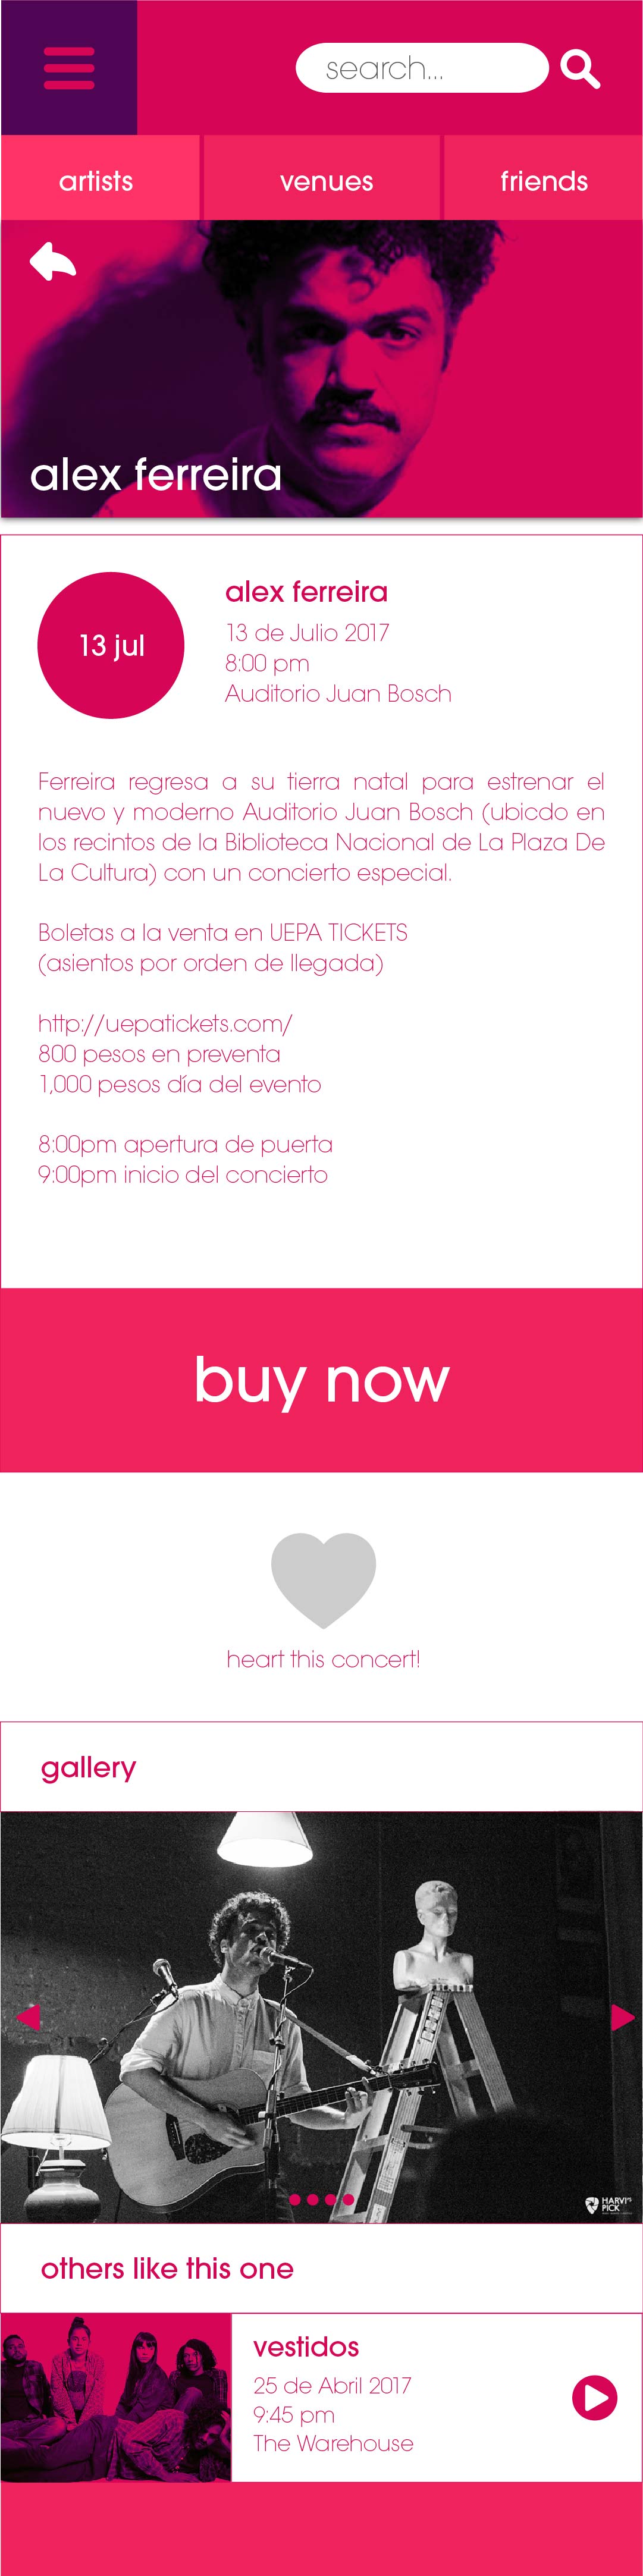 search...
artists
venues
friends
alex ferreira
13 jul
alex ferreira
13 de Julio 2017
8:00 pm
Auditorio Juan Bosch
Ferreira regresa a su tierra natal para estrenar el
nuevo y moderno Auditorio Juan Bosch (ubicdo en
los recintos de la Biblioteca Nacional de La Plaza De
La Cultura) con un concierto especial.
Boletas a la venta en UEPA TICKETS
(asientos por orden de llegada)
http://uepatickets.com/
800 pesos en preventa
1,000 pesos día del evento
8:00pm apertura de puerta
9:00pm inicio del concierto
buy now
heart this concert!
gallery
HARVI'S
PICK
others like this one
vestidos
25 de Abril 2017
9:45 pm
The Warehouse